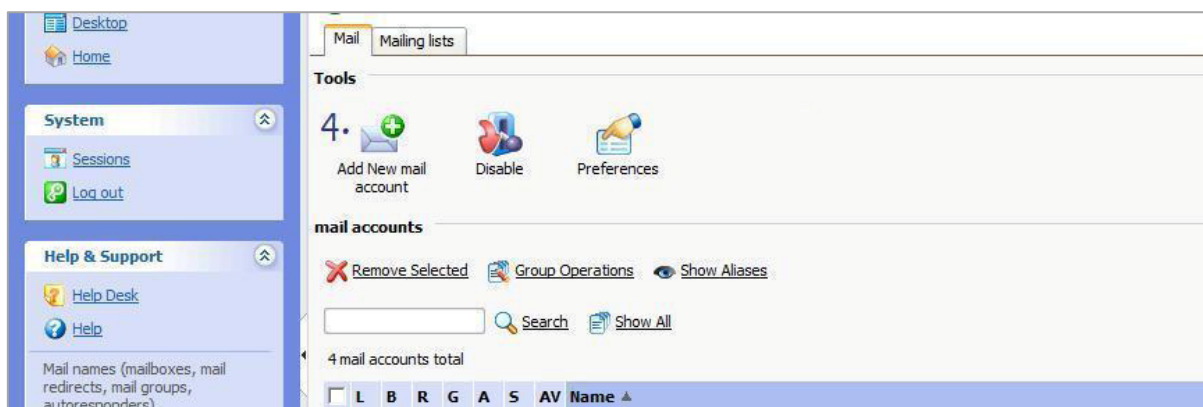 Desktop
Home
System
Sessions
Log out
Help & Support
Help Desk
Help
Mail names (mailboxes, mail
redirects, mail groups,
autoresponders)
Mail
Mailing lists
Tools
4.
Add New mail
account
Disable
Preferences
mail accounts
Remove Selected
Group Operations
Show Aliases
Search
Show All
4 mail accounts total
L B R G A S AV Name